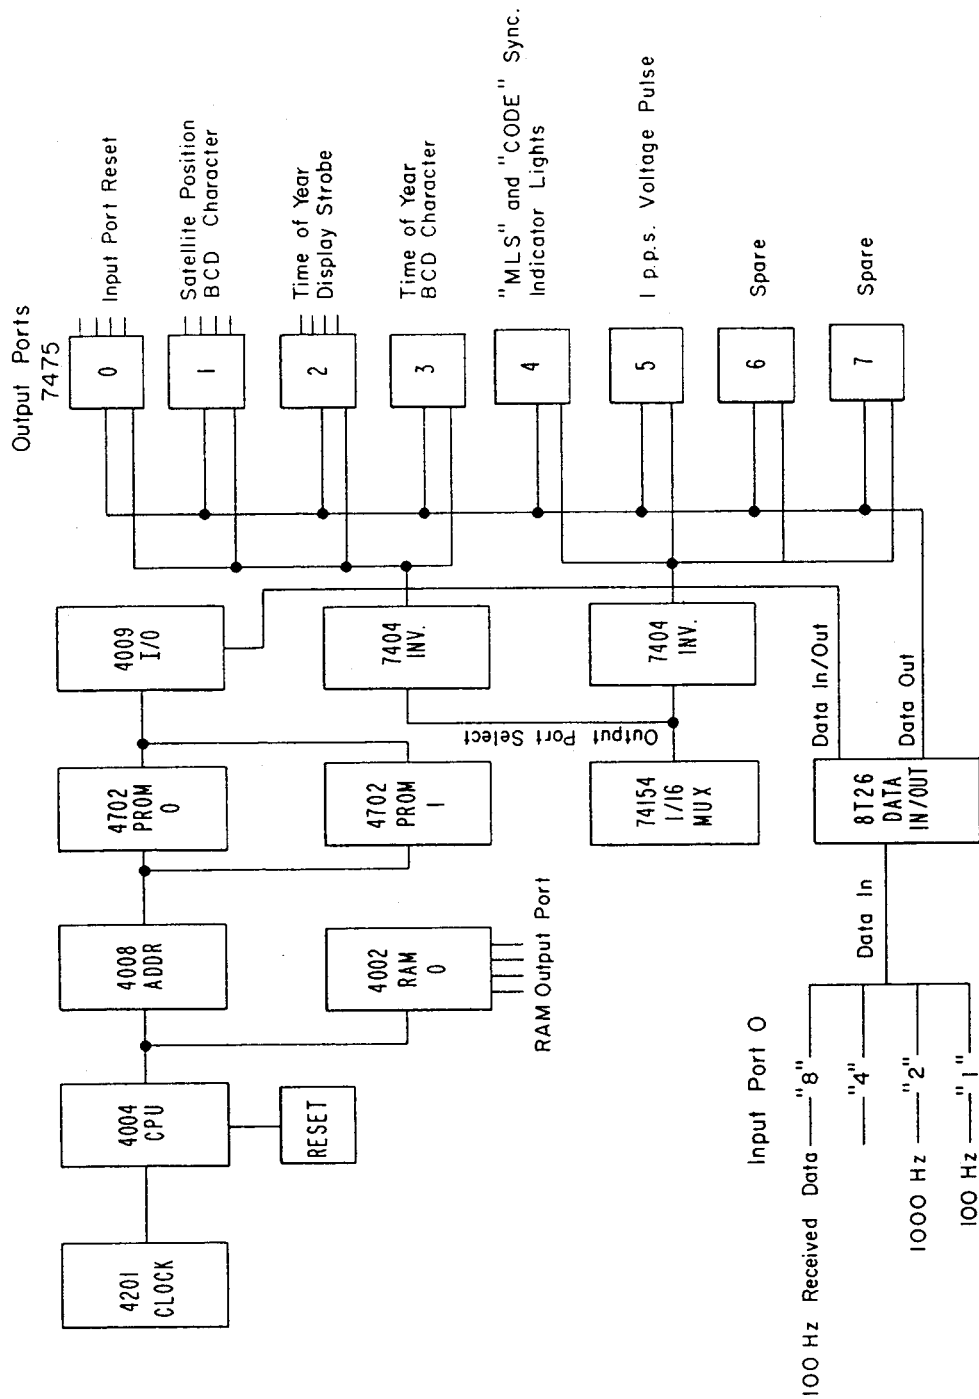 4201
CLOCK
4004
CPU
RESET
4008
ADDR
4002
RAM
0
RAM Output Port
4702
PROM
0
4702
PROM
1
4009
I/O
74154
1/16
MUX
Output Port Select
7404
INV.
7404
INV.
Output Ports
7475
0
Input Port Reset
1
Satellite Position
BCD Character
2
Time of Year
Display Strobe
3
Time of Year
BCD Character
4
"MLS" and "CODE" Sync.
Indicator Lights
5
1 p.p.s. Voltage Pulse
6
Spare
7
Spare
Input Port 0
100 Hz Received Data "8"
"4"
1000 Hz "2"
100 Hz "1"
Data In
8T26
DATA
IN/OUT
Data In/Out
Data Out